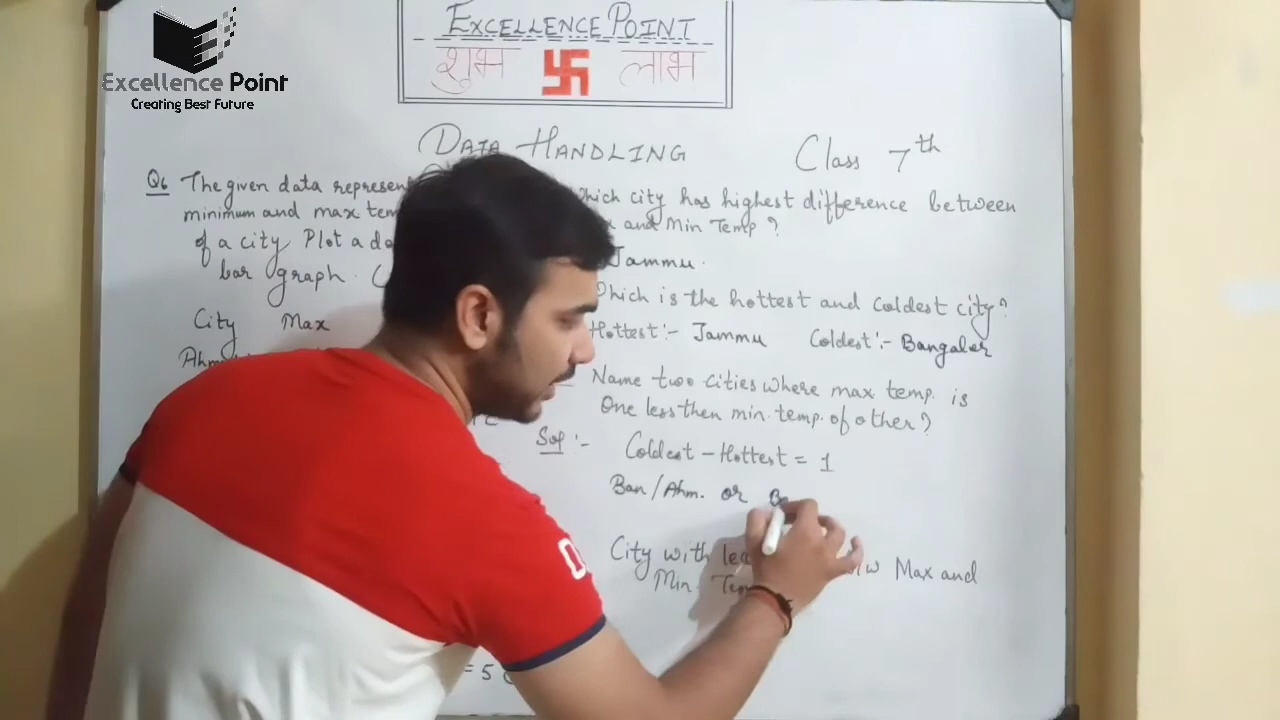 Excellence Point
Creating Best Future
EXCELLENCE POINT
शुभ लाभ
DATA HANDLING
Class 7th
Q6 The given data represent
minimum and max tem
of a city. Plot a do
bar graph.
City Max
Ahm
= 5
which city has highest difference between
and Min Temp ?
Jammu.
Which is the hottest and coldest city?
Hottest:- Jammu Coldest:- Bangaler
Name two cities where max temp. is
One less then min. temp. of other?
Sol :- Coldest - Hottest = 1
Ban/Ahm. or Ba
City with lea b/w Max and
Min Tem